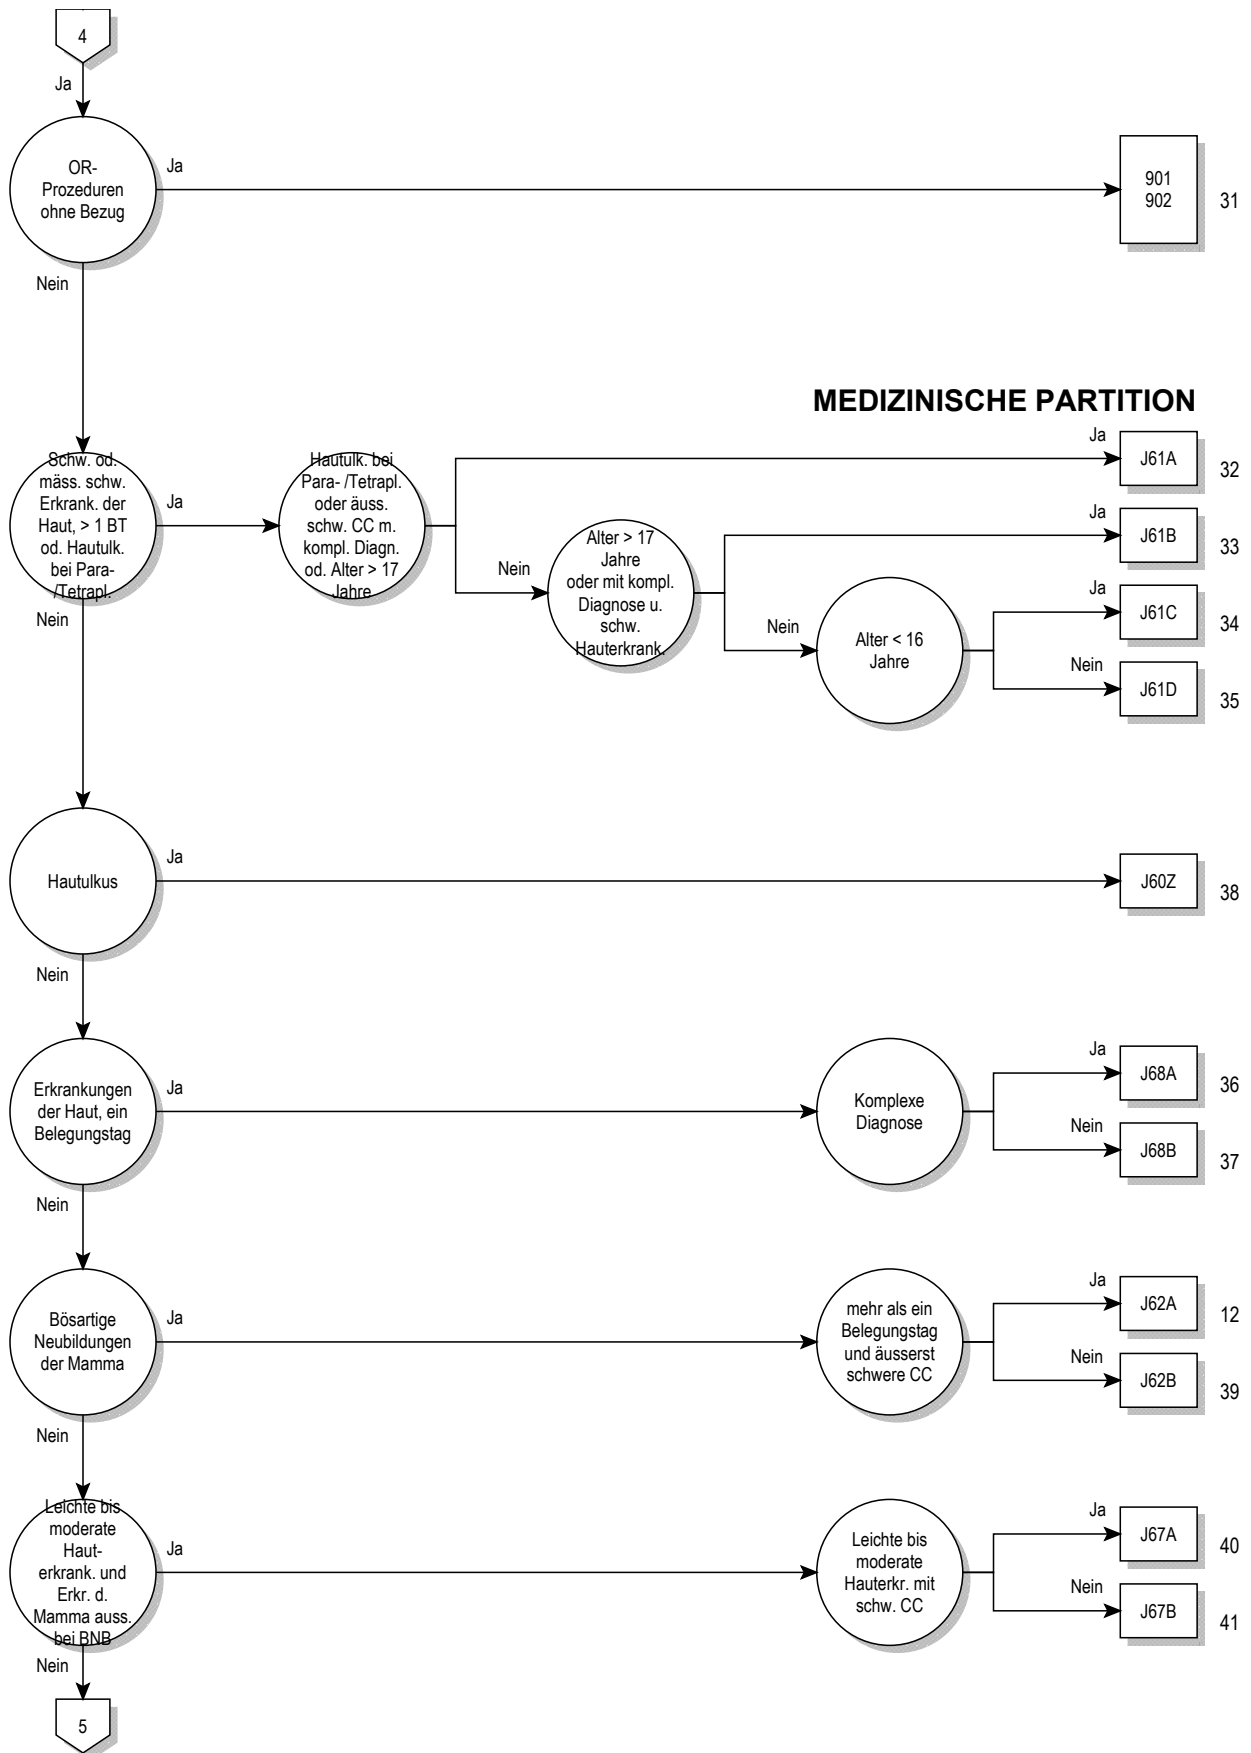 4
Ja
OR-
Prozeduren
ohne Bezug
Ja
901
902
31
Nein
MEDIZINISCHE PARTITION
Schw. od.
mäss. schw.
Erkrank. der
Haut, > 1 BT
od. Hautulk.
bei Para-
/Tetrapl.
Ja
Hautulk. bei
Para- /Tetrapl.
oder äuss.
schw. CC m.
kompl. Diagn.
od. Alter > 17
Jahre
Ja
J61A
32
Nein
Alter > 17
Jahre
oder mit kompl.
Diagnose u.
schw.
Hauterkrank.
Ja
J61B
33
Nein
Alter < 16
Jahre
Ja
J61C
34
Nein
J61D
35
Nein
Hautulkus
Ja
J60Z
38
Nein
Erkrankungen
der Haut, ein
Belegungstag
Ja
Komplexe
Diagnose
Ja
J68A
36
Nein
J68B
37
Nein
Bösartige
Neubildungen
der Mamma
Ja
mehr als ein
Belegungstag
und äusserst
schwere CC
Ja
J62A
12
Nein
J62B
39
Nein
Leichte bis
moderate
Haut-
erkrank. und
Erkr. d.
Mamma auss.
bei BNB
Ja
Leichte bis
moderate
Hauterkr. mit
schw. CC
Ja
J67A
40
Nein
J67B
41
Nein
5